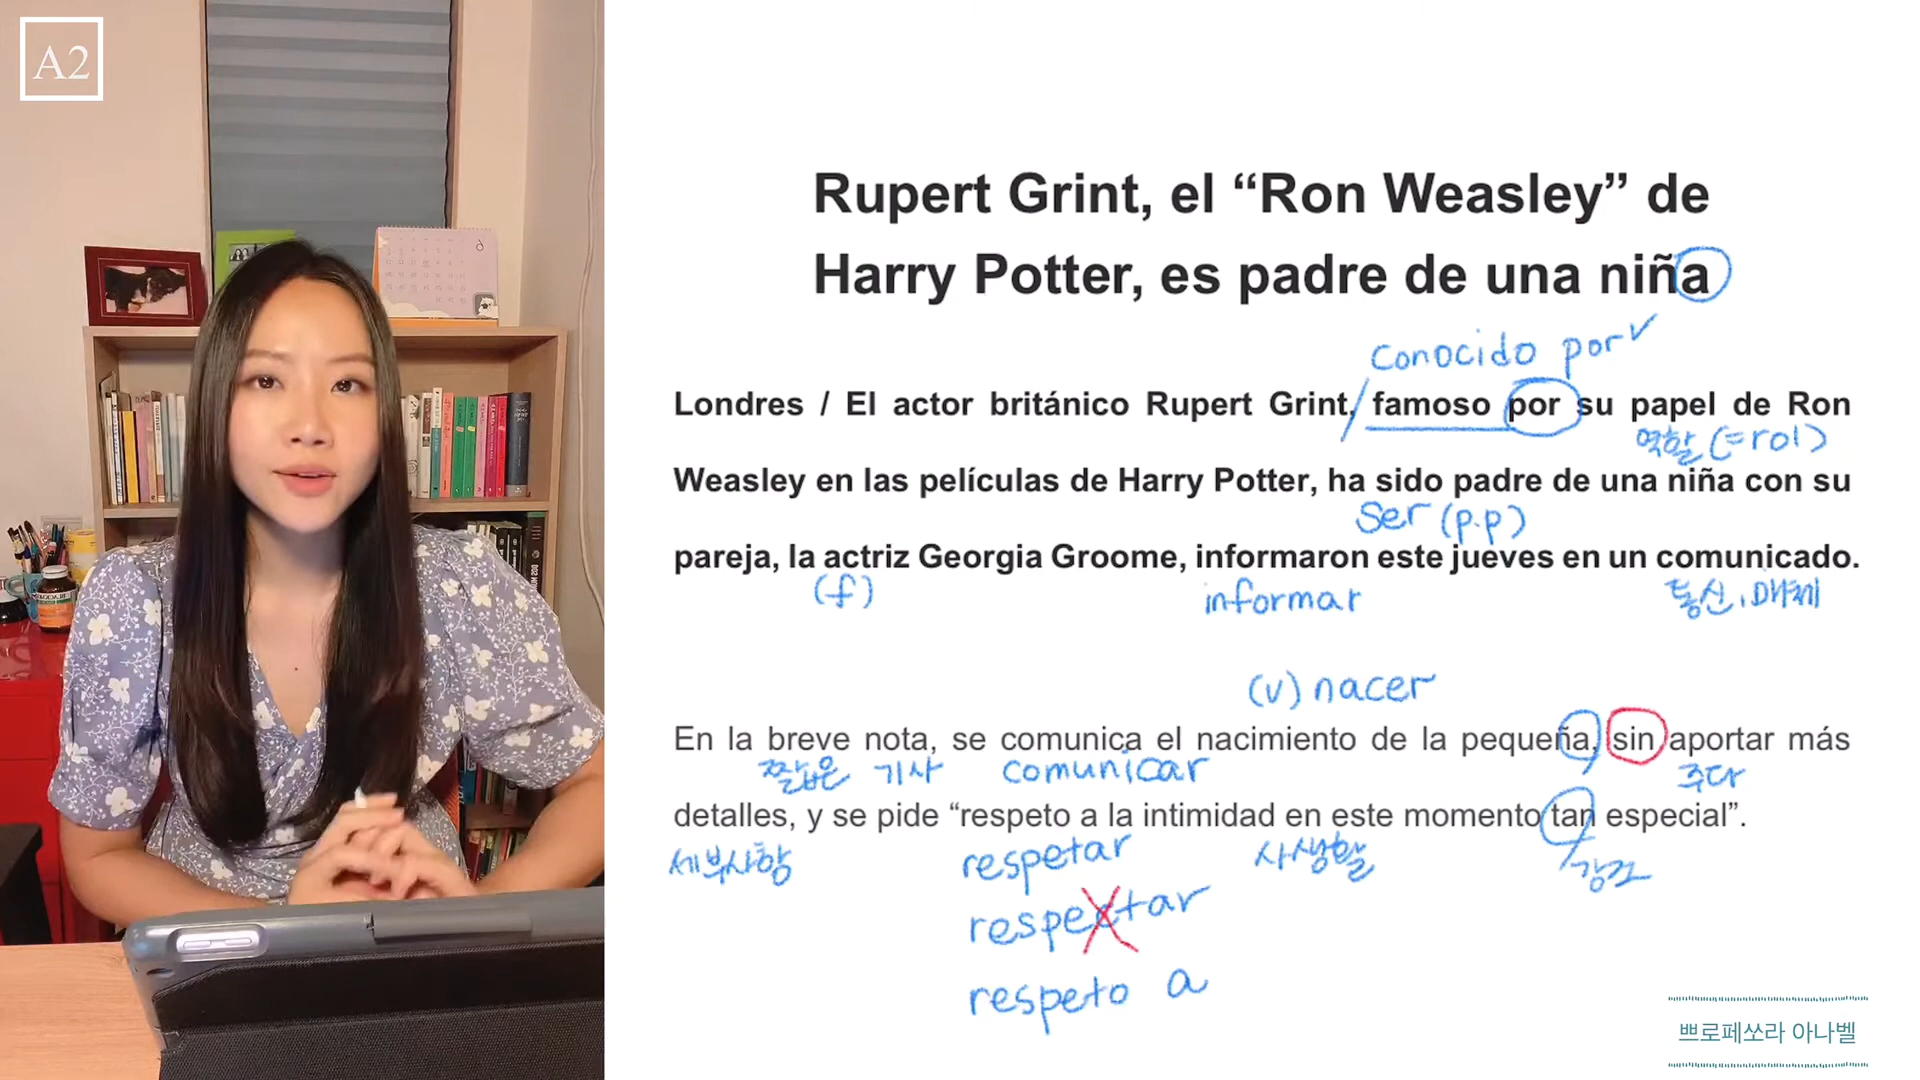 A2
Rupert Grint, el “Ron Weasley” de
Harry Potter, es padre de una niña
conocido por
Londres / El actor británico Rupert Grint, famoso por su papel de Ron
역할 (=rol)
Weasley en las películas de Harry Potter, ha sido padre de una niña con su
Ser (p.p)
pareja, la actriz Georgia Groome, informaron este jueves en un comunicado.
(f) informar 통신, 매체
(v) nacer
En la breve nota, se comunica el nacimiento de la pequeña, sin aportar más
짧은 기사 comunicar 주다
detalles, y se pide “respeto a la intimidad en este momento tan especial”.
세부사항 respetar 사생활 강조
respectar
respeto a
쁘로페쏘라 아나벨